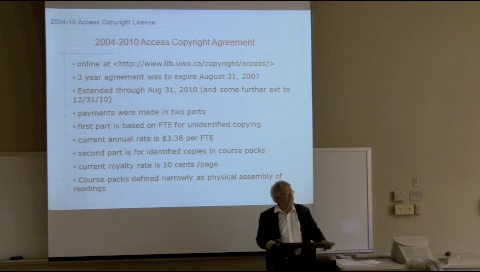 2004-10 Access Copyright License
2004-2010 Access Copyright Agreement
• online at <http://www.lib.uwo.ca/copyright/access/>
• 3 year agreement was to expire August 31, 2007
• Extended through Aug 31, 2010 (and some further ext to
12/31/10)
• payments were made in two parts
• first part is based on FTE for unidentified copying
• current annual rate is $3.38 per FTE
• second part is for identified copies in course packs
• current royalty rate is 10 cents /page
• Course packs defined narrowly as physical assembly of
readings